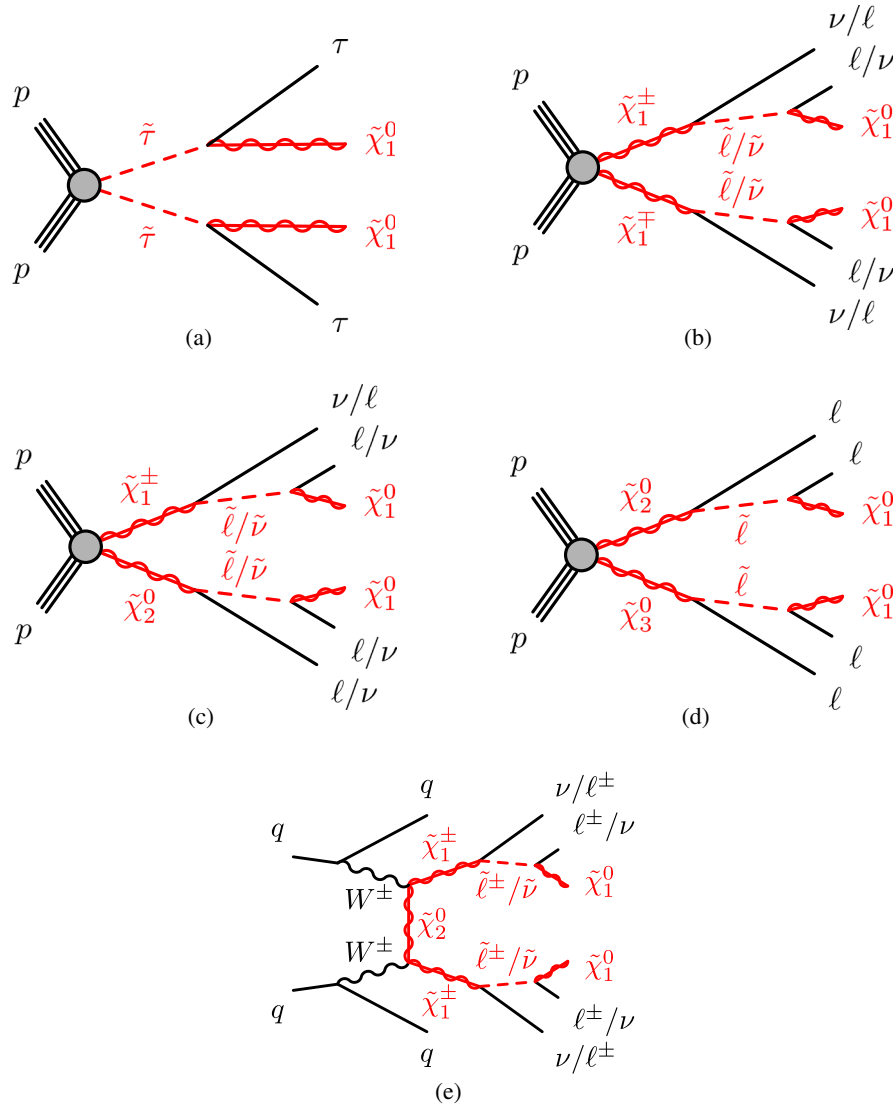 τ
p
τ̃
χ̃₁⁰
χ̃₁⁰
τ̃
p
τ
(a)
ν/ℓ
ℓ/ν
p
χ̃₁^±
χ̃₁⁰
ℓ̃/ν̃
ℓ̃/ν̃
χ̃₁^∓
χ̃₁⁰
p
ℓ/ν
ν/ℓ
(b)
ν/ℓ
ℓ/ν
p
χ̃₁^±
χ̃₁⁰
ℓ̃/ν̃
ℓ̃/ν̃
χ̃₂⁰
χ̃₁⁰
p
ℓ/ν
ℓ/ν
(c)
ℓ
ℓ
p
χ̃₂⁰
χ̃₁⁰
ℓ̃
ℓ̃
χ̃₃⁰
χ̃₁⁰
p
ℓ
ℓ
(d)
q
ν/ℓ^±
q
ℓ^±/ν
χ̃₁^±
W^±
ℓ̃^±/ν̃
χ̃₁⁰
χ̃₂⁰
W^±
ℓ̃^±/ν̃
χ̃₁⁰
χ̃₁^±
q
ℓ^±/ν
q
ν/ℓ^±
(e)